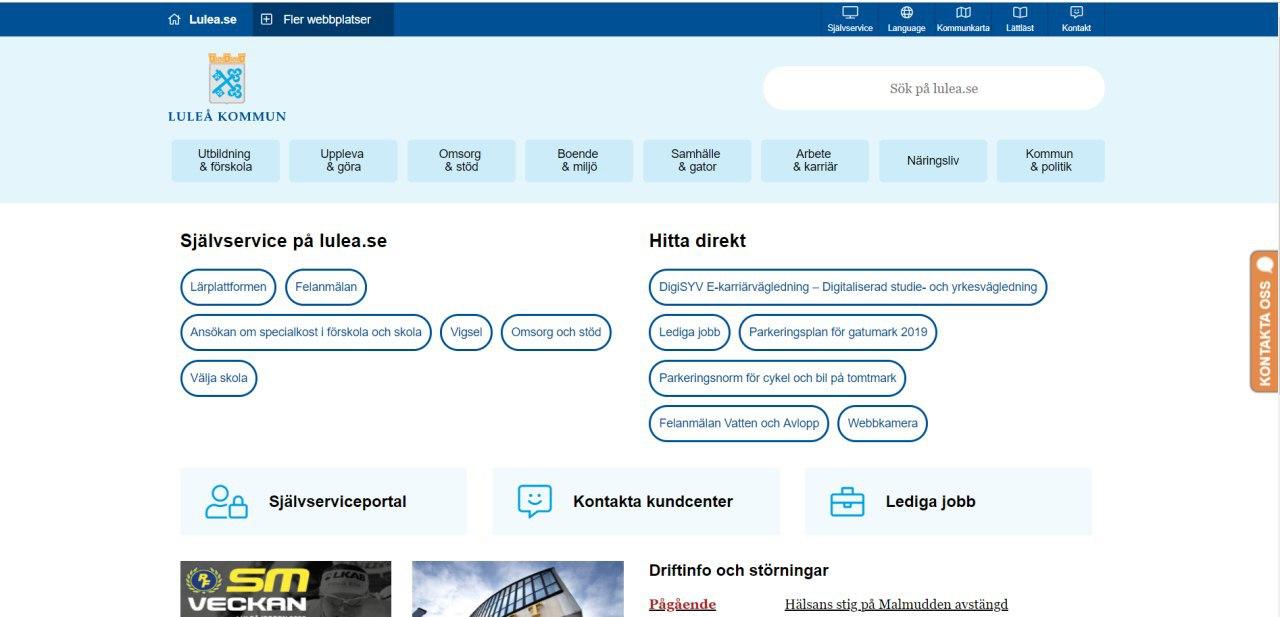 Lulea.se
Fler webbplatser
Självservice
Language
Kommunkarta
Lättläst
Kontakt
LULEÅ KOMMUN
Sök på lulea.se
Utbildning
& förskola
Uppleva
& göra
Omsorg
& stöd
Boende
& miljö
Samhälle
& gator
Arbete
& karriär
Näringsliv
Kommun
& politik
Självservice på lulea.se
Lärplattformen
Felanmälan
Ansökan om specialkost i förskola och skola
Vigsel
Omsorg och stöd
Välja skola
Hitta direkt
DigiSYV E-karriärvägledning – Digitaliserad studie- och yrkesvägledning
Lediga jobb
Parkeringsplan för gatumark 2019
Parkeringsnorm för cykel och bil på tomtmark
Felanmälan Vatten och Avlopp
Webbkamera
KONTAKTA OSS
Självserviceportal
Kontakta kundcenter
Lediga jobb
SM
VECKAN
LKAB
Driftinfo och störningar
Pågående
Hälsans stig på Malmudden avstängd